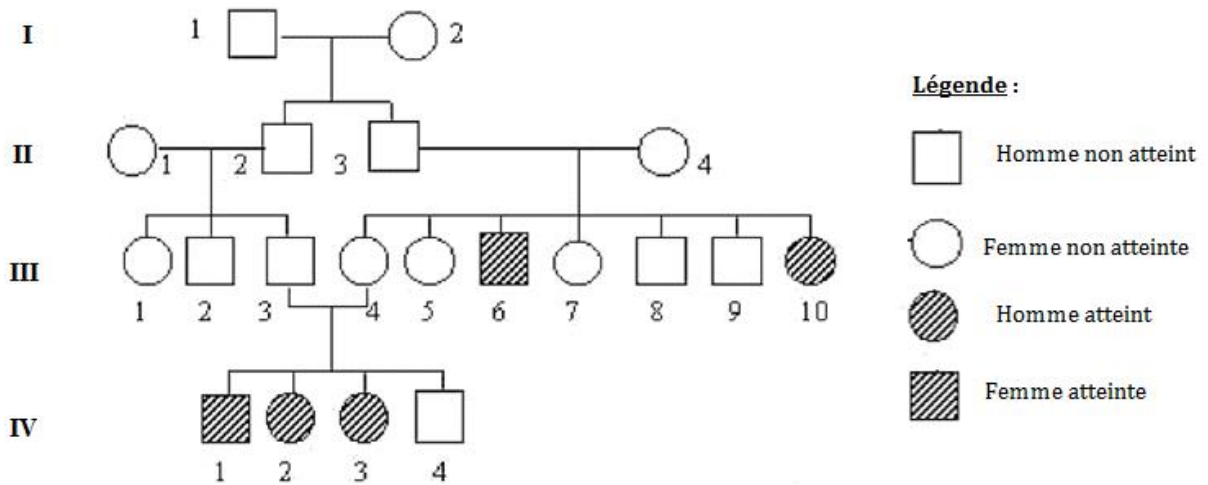 I
1
2
Légende :
II
1
2
3
4
Homme non atteint
Femme non atteinte
III
1 2 3 4 5 6 7 8 9 10
Homme atteint
Femme atteinte
IV
1 2 3 4